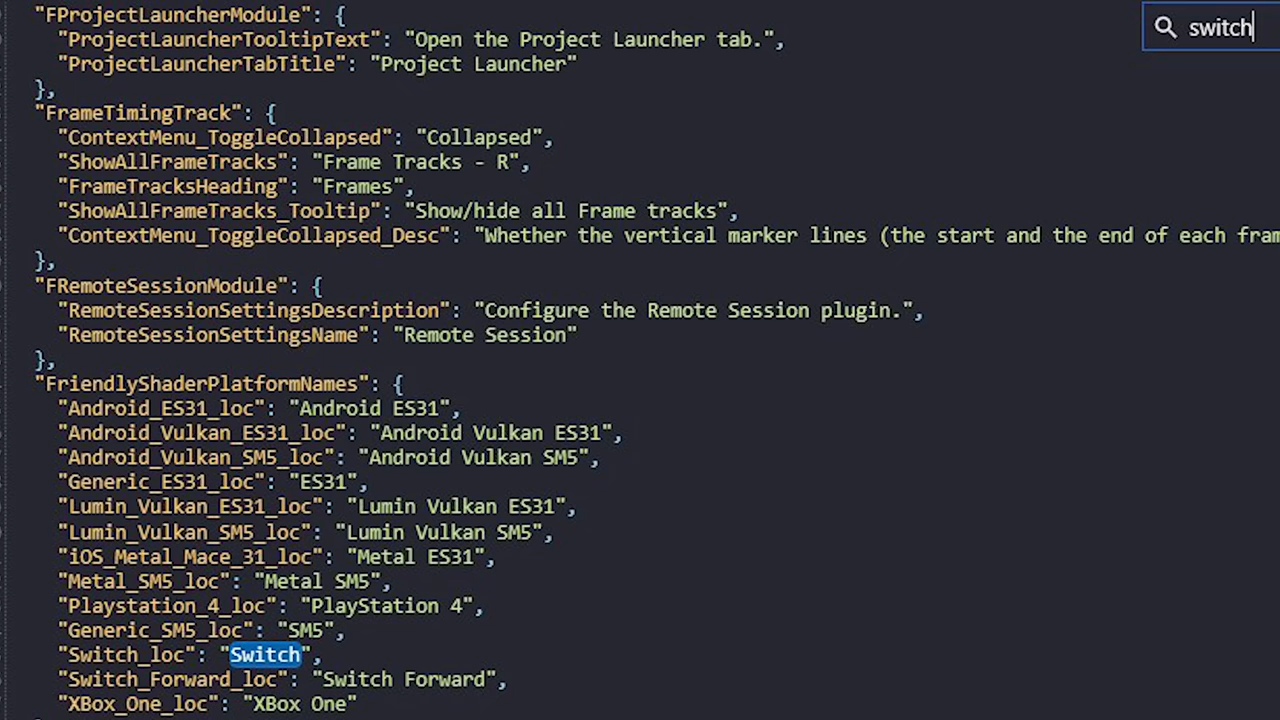 "FProjectLauncherModule": {
switch
"ProjectLauncherTooltipText": "Open the Project Launcher tab.",
"ProjectLauncherTabTitle": "Project Launcher"
},
"FrameTimingTrack": {
"ContextMenu_ToggleCollapsed": "Collapsed",
"ShowAllFrameTracks": "Frame Tracks - R",
"FrameTracksHeading": "Frames",
"ShowAllFrameTracks_Tooltip": "Show/hide all Frame tracks",
"ContextMenu_ToggleCollapsed_Desc": "Whether the vertical marker lines (the start and the end of each fram
},
"FRemoteSessionModule": {
"RemoteSessionSettingsDescription": "Configure the Remote Session plugin.",
"RemoteSessionSettingsName": "Remote Session"
},
"FriendlyShaderPlatformNames": {
"Android_ES31_loc": "Android ES31",
"Android_Vulkan_ES31_loc": "Android Vulkan ES31",
"Android_Vulkan_SM5_loc": "Android Vulkan SM5",
"Generic_ES31_loc": "ES31",
"Lumin_Vulkan_ES31_loc": "Lumin Vulkan ES31",
"Lumin_Vulkan_SM5_loc": "Lumin Vulkan SM5",
"iOS_Metal_Mace_31_loc": "Metal ES31",
"Metal_SM5_loc": "Metal SM5",
"Playstation_4_loc": "PlayStation 4",
"Generic_SM5_loc": "SM5",
"Switch_loc": "Switch",
"Switch_Forward_loc": "Switch Forward",
"XBox_One_loc": "XBox One"